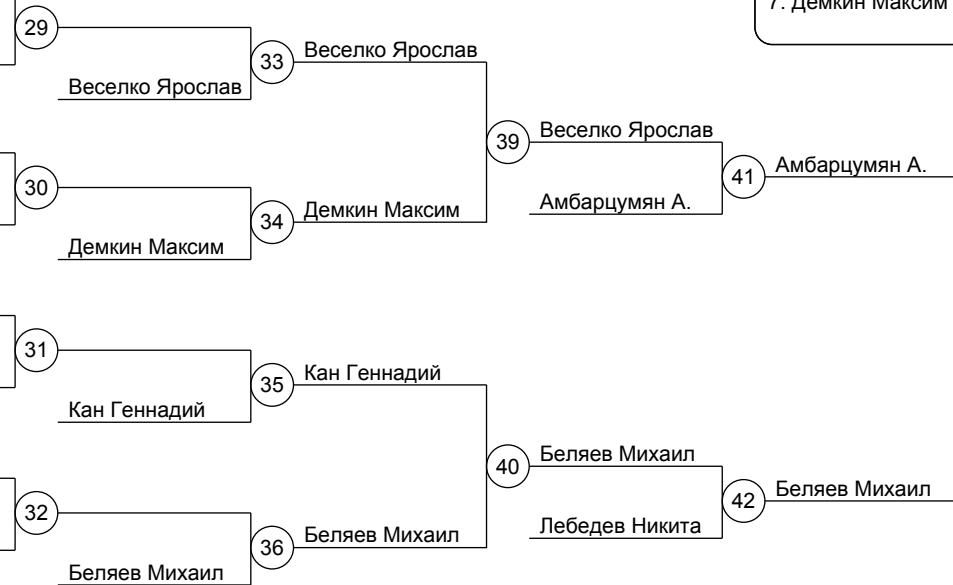 7. Демкин Максим
29
Веселко Ярослав
33
Веселко Ярослав
39
Веселко Ярослав
30
Демкин Максим
34
Демкин Максим
Амбарцумян А.
41
Амбарцумян А.
31
Кан Геннадий
35
Кан Геннадий
40
Беляев Михаил
32
Беляев Михаил
36
Беляев Михаил
Лебедев Никита
42
Беляев Михаил